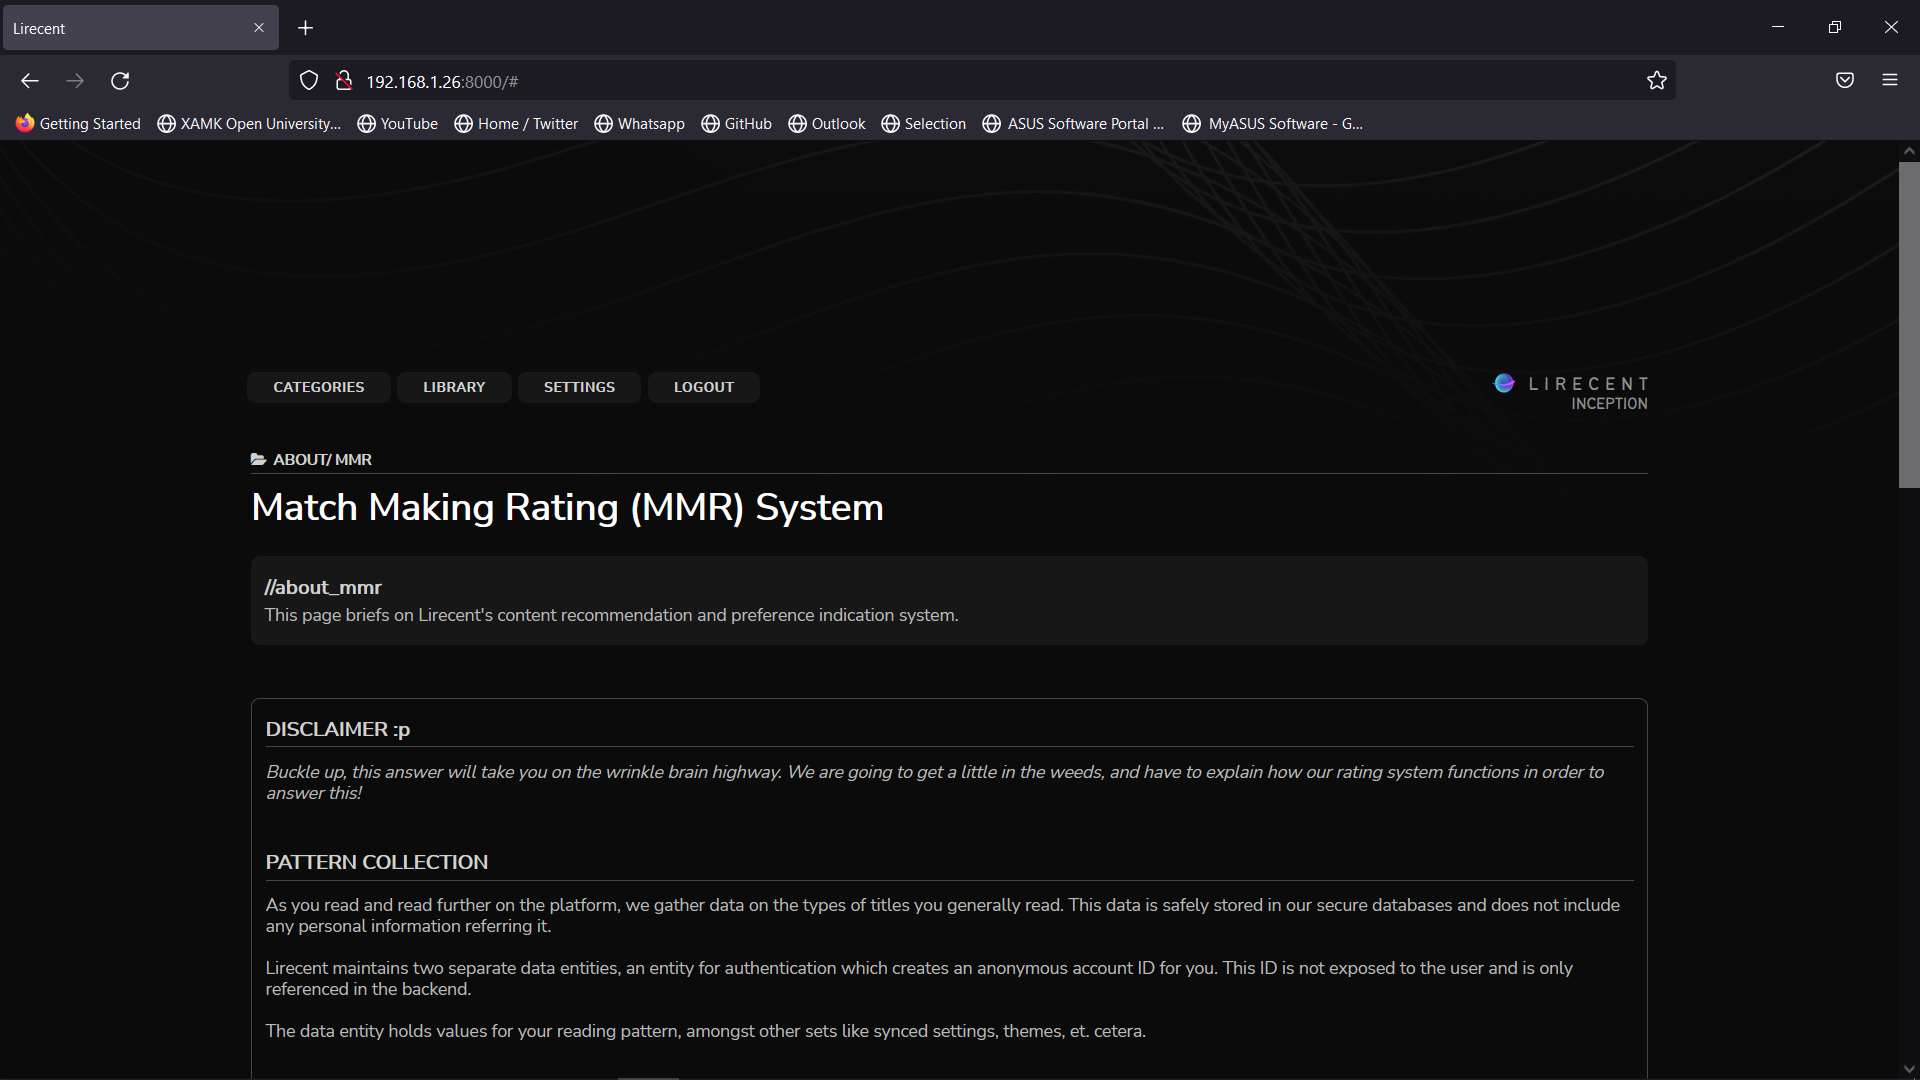 Lirecent
192.168.1.26:8000/#
Getting Started XAMK Open University... YouTube Home / Twitter Whatsapp GitHub Outlook Selection ASUS Software Portal ... MyASUS Software - G...
CATEGORIES LIBRARY SETTINGS LOGOUT
LIRECENT
INCEPTION
ABOUT/ MMR
Match Making Rating (MMR) System
//about_mmr
This page briefs on Lirecent's content recommendation and preference indication system.
DISCLAIMER :p
Buckle up, this answer will take you on the wrinkle brain highway. We are going to get a little in the weeds, and have to explain how our rating system functions in order to
answer this!
PATTERN COLLECTION
As you read and read further on the platform, we gather data on the types of titles you generally read. This data is safely stored in our secure databases and does not include
any personal information referring it.
Lirecent maintains two separate data entities, an entity for authentication which creates an anonymous account ID for you. This ID is not exposed to the user and is only
referenced in the backend.
The data entity holds values for your reading pattern, amongst other sets like synced settings, themes, et. cetera.